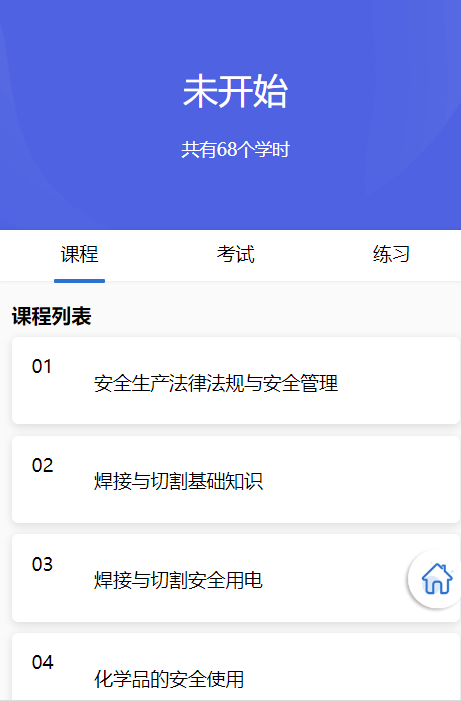 未开始
共有68个学时
课程 考试 练习
课程列表
01
安全生产法律法规与安全管理
02
焊接与切割基础知识
03
焊接与切割安全用电
04
化学品的安全使用